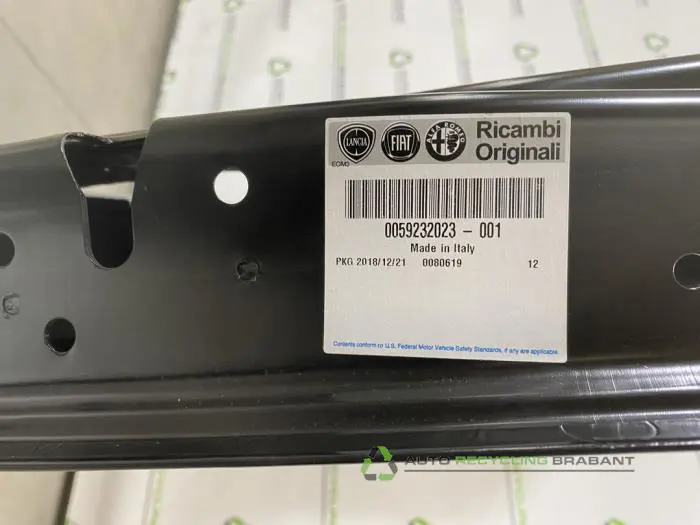 LANCIA FIAT ALFA ROMEO Ricambi
Originali
EOM3
0059232023 - 001
Made in Italy
PKG 2018/12/21 0080619 12
Contents conform to U.S. Federal Motor Vehicle Safety Standards, if any are applicable.
AUTO RECYCLING BRABANT